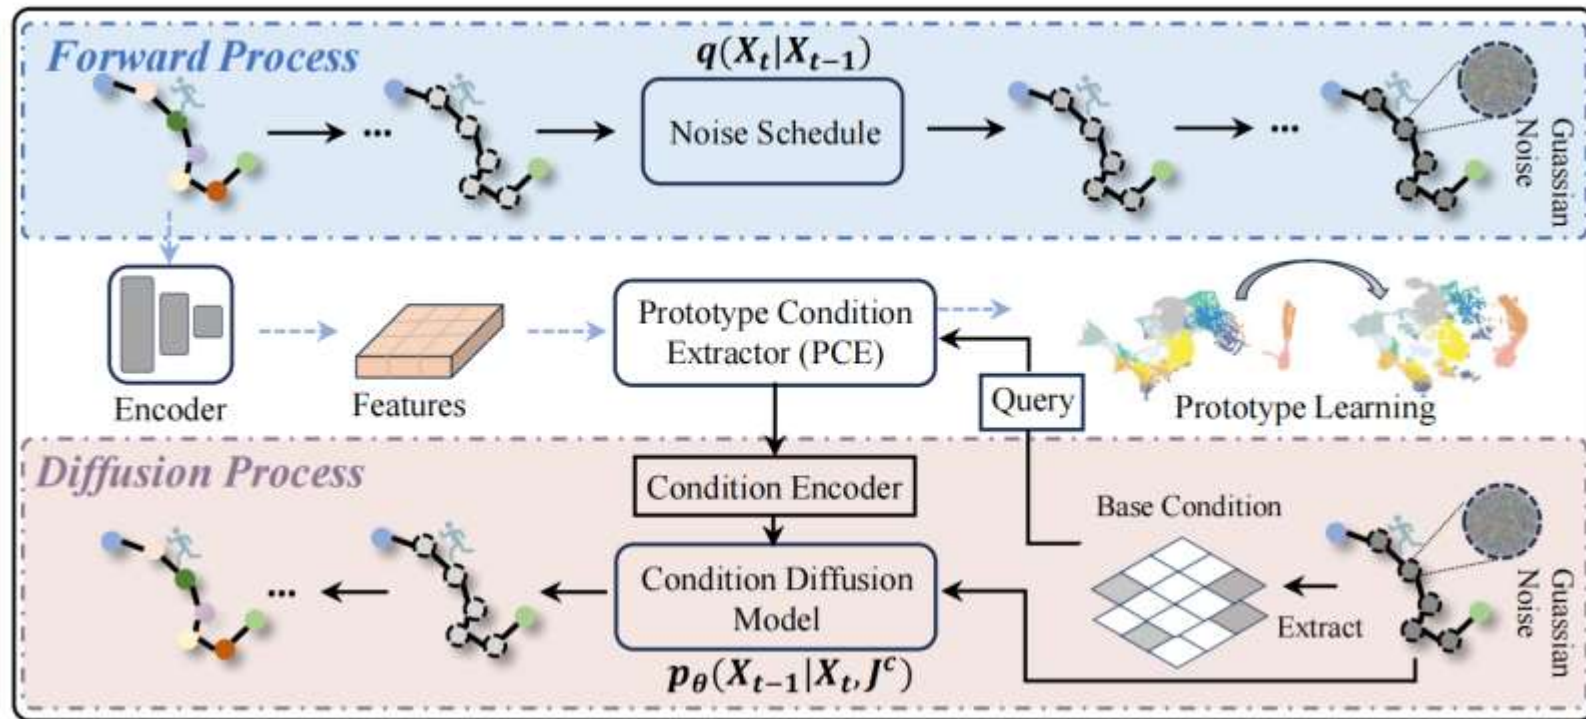 Forward Process
q(X_t|X_{t-1})
Noise Schedule
...
...
Guassian
Noise
Encoder
Features
Prototype Condition
Extractor (PCE)
Query
Prototype Learning
Diffusion Process
Condition Encoder
Base Condition
...
Condition Diffusion
Model
Extract
Guassian
Noise
p_θ(X_{t-1}|X_t, J^c)